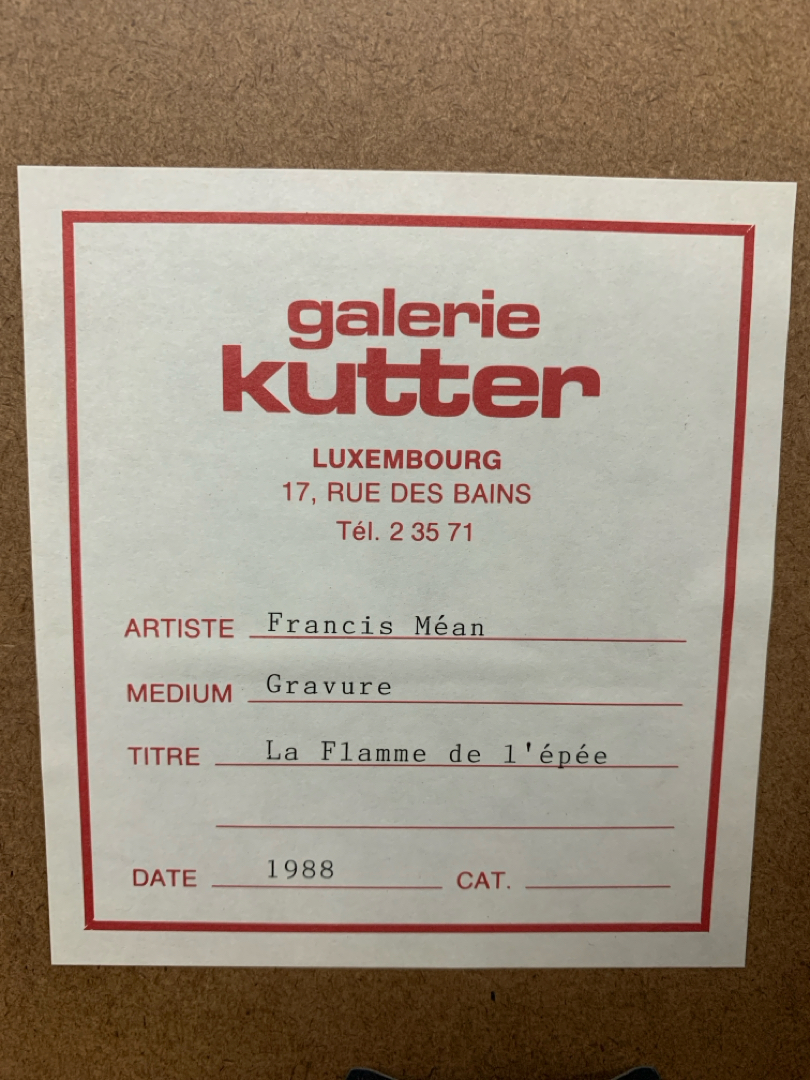 galerie
kutter
LUXEMBOURG
17, RUE DES BAINS
Tél. 2 35 71
ARTISTE Francis Méan
MEDIUM Gravure
TITRE La Flamme de l'épée
DATE 1988 CAT.